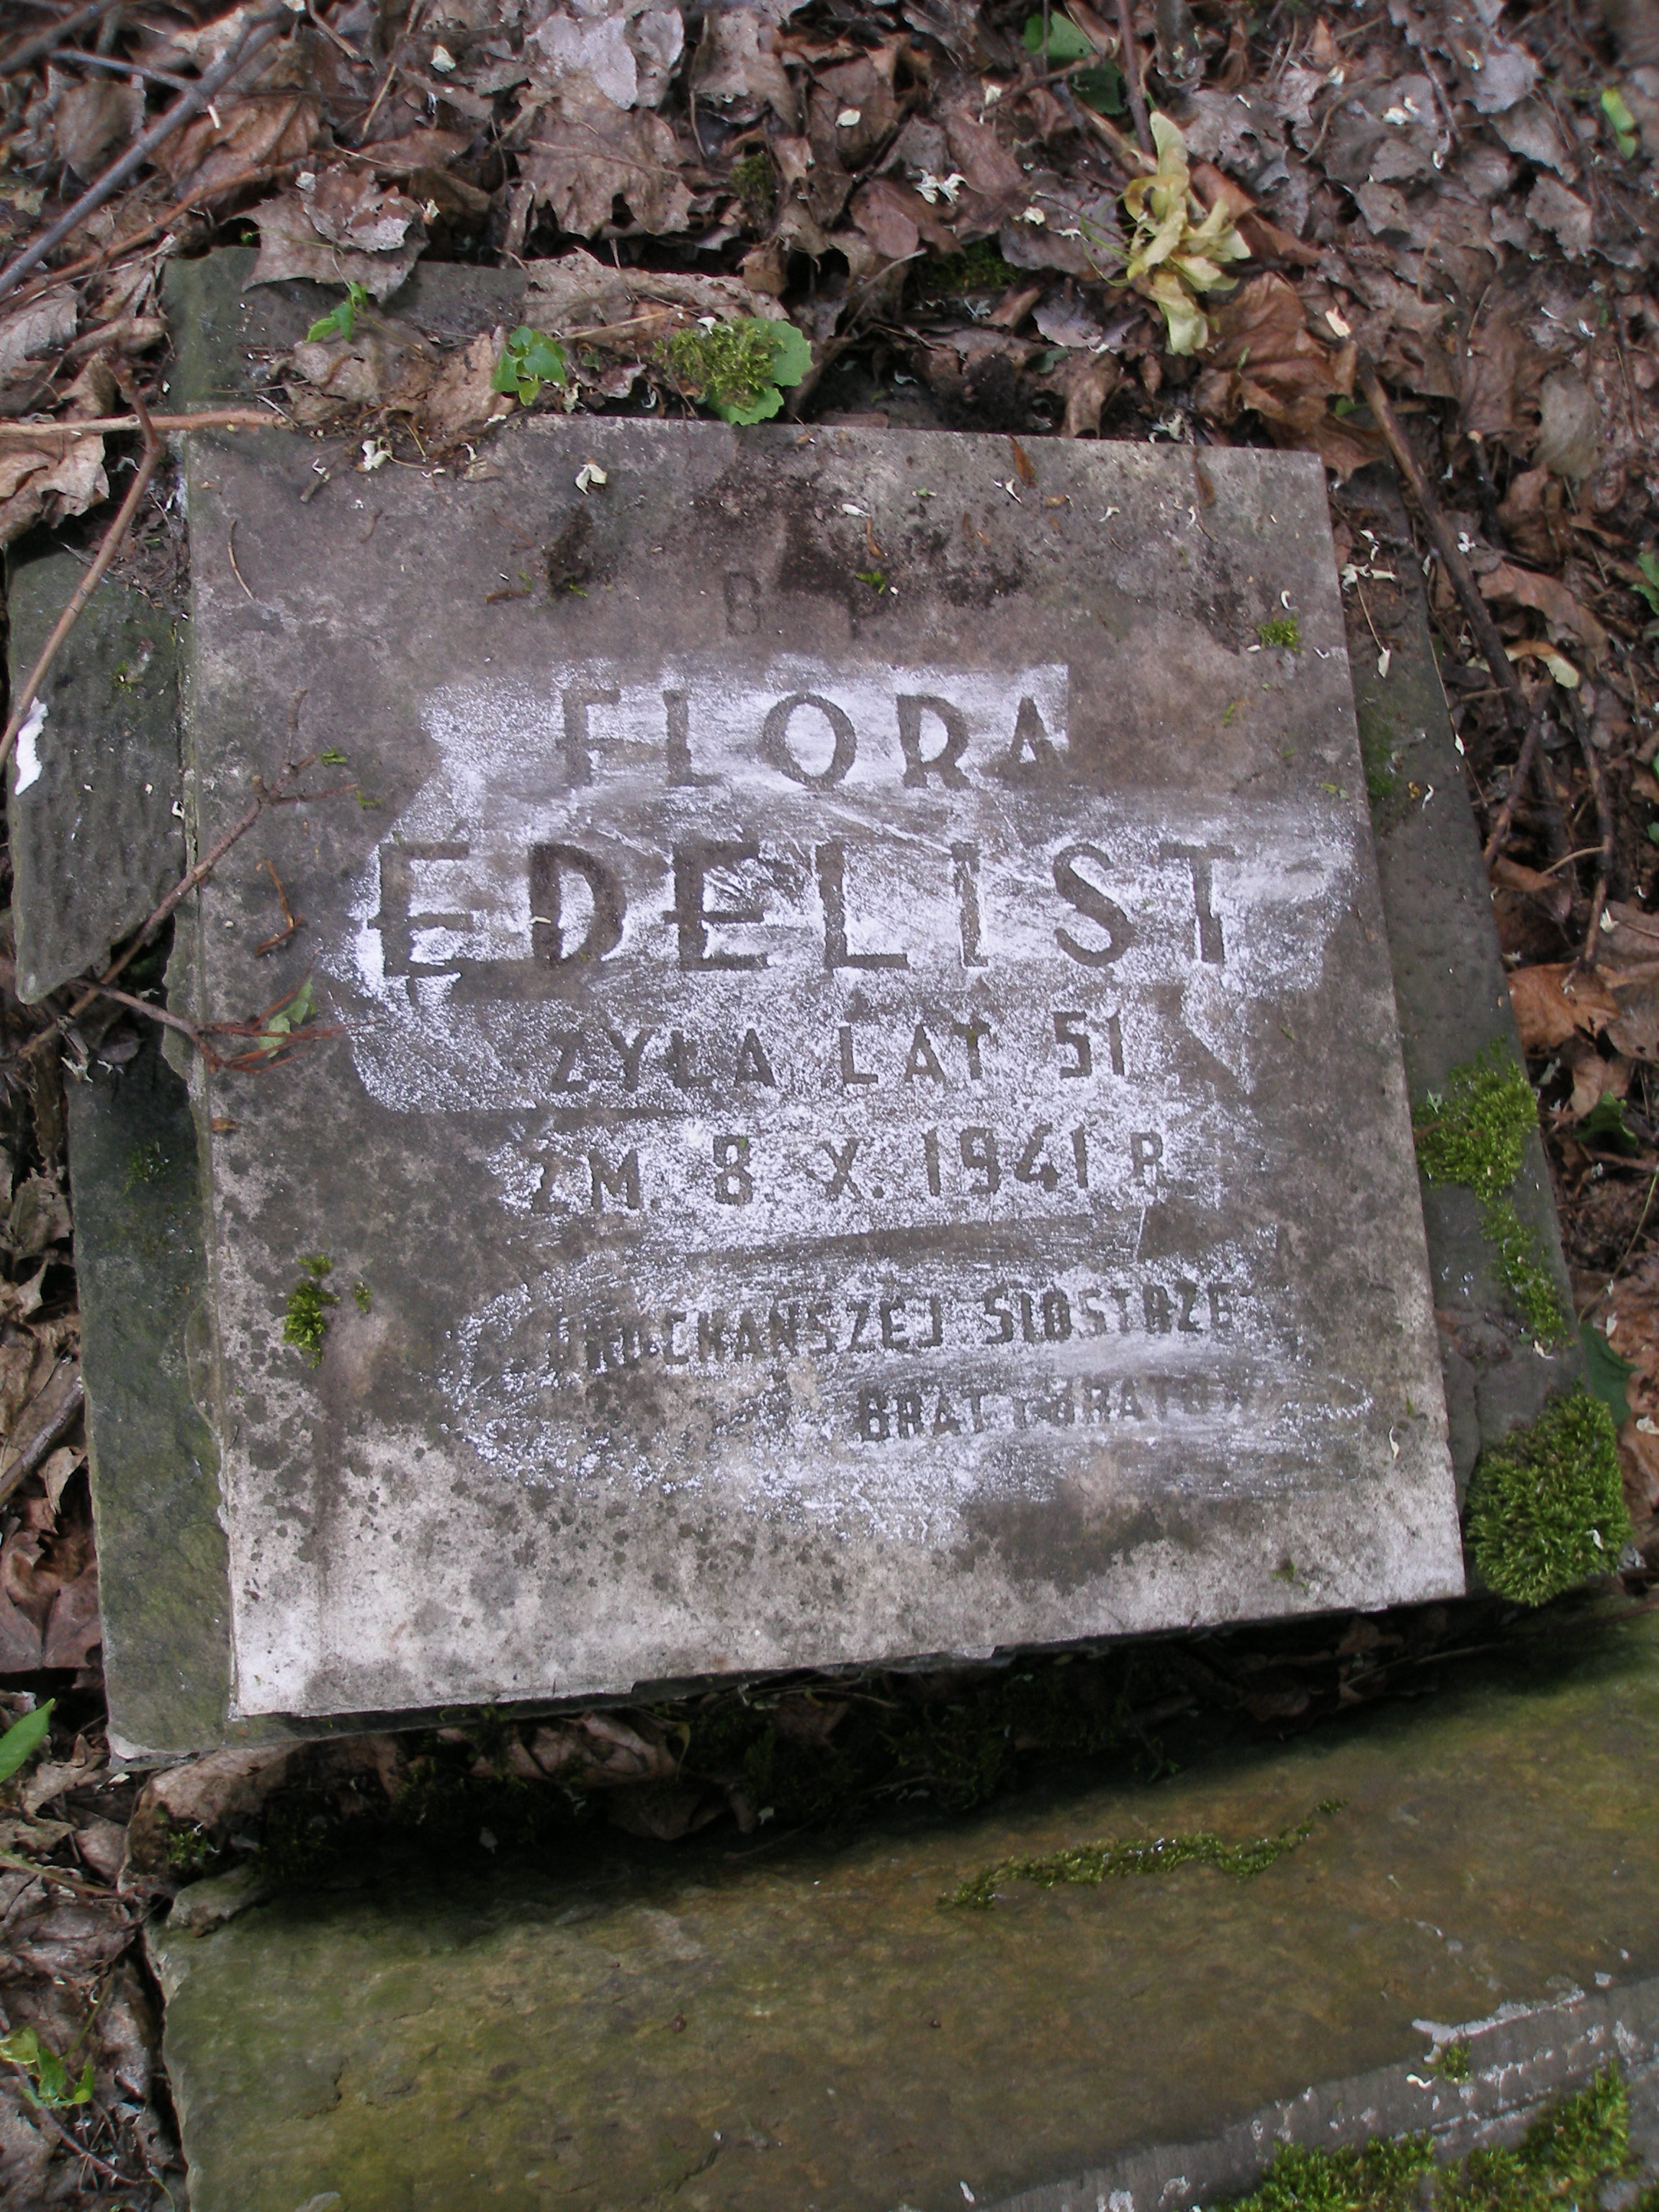 B P
FLORA
EDELIST
ŻYŁA LAT 51
ZM. 8. X. 1941 R
UKOCHANSZEJ SIOSTRZE
BRAT I BRATOWA